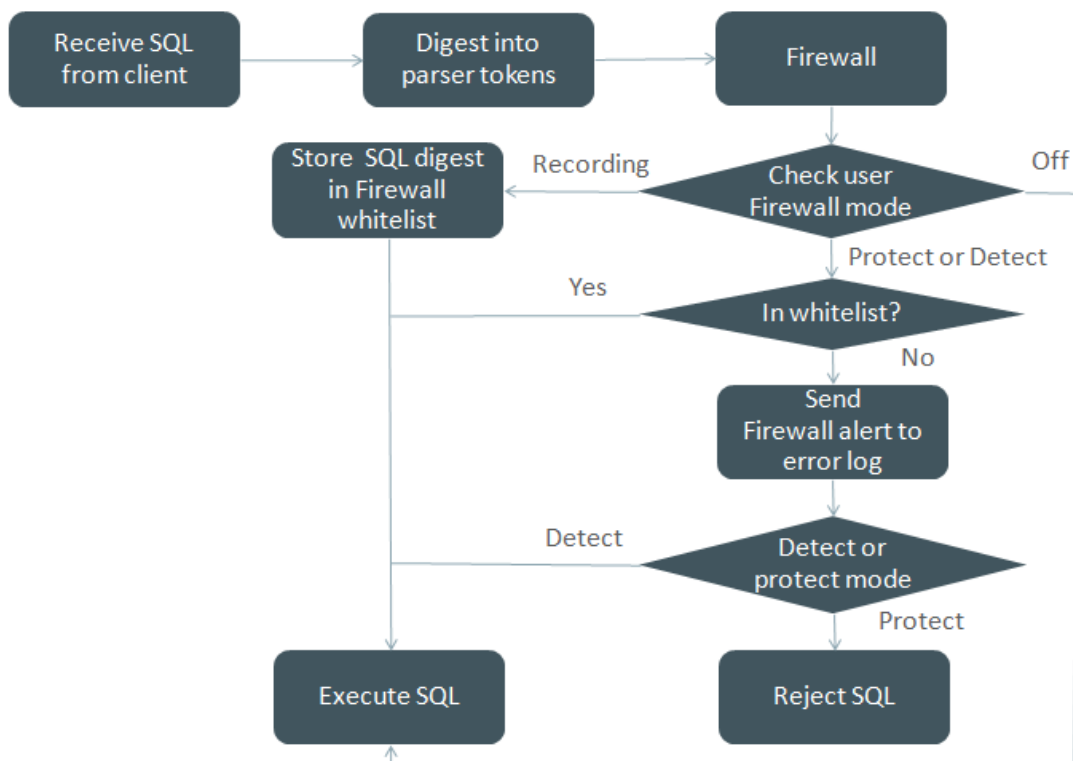 Receive SQL
from client
Digest into
parser tokens
Firewall
Store SQL digest
in Firewall
whitelist
Recording
Check user
Firewall mode
Off
Protect or Detect
Yes
In whitelist?
No
Send
Firewall alert to
error log
Detect
Detect or
protect mode
Protect
Execute SQL
Reject SQL